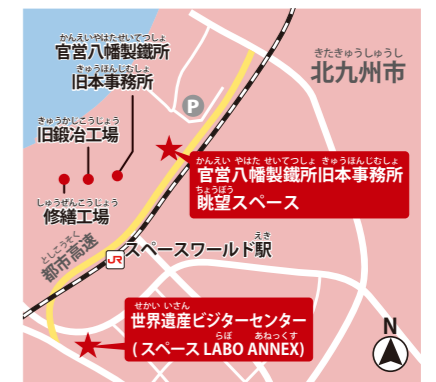 かんえいやはたせいてつしょ
官営八幡製鐵所
きゅうほんじむしょ
旧本事務所
きゅうかしこうじょう
旧鍛冶工場
しゅうぜんこうじょう
修繕工場
P
きたきゅうしゅうし
北九州市
かんえい やはた せいてつしょ きゅうほんじむしょ
官営八幡製鐵所旧本事務所
ちょうぼう
眺望スペース
としこうそく
都市高速
JR
えき
スペースワールド駅
せかい いさん
世界遺産ビジターセンター
らぼ あねっくす
(スペース LABO ANNEX)
N